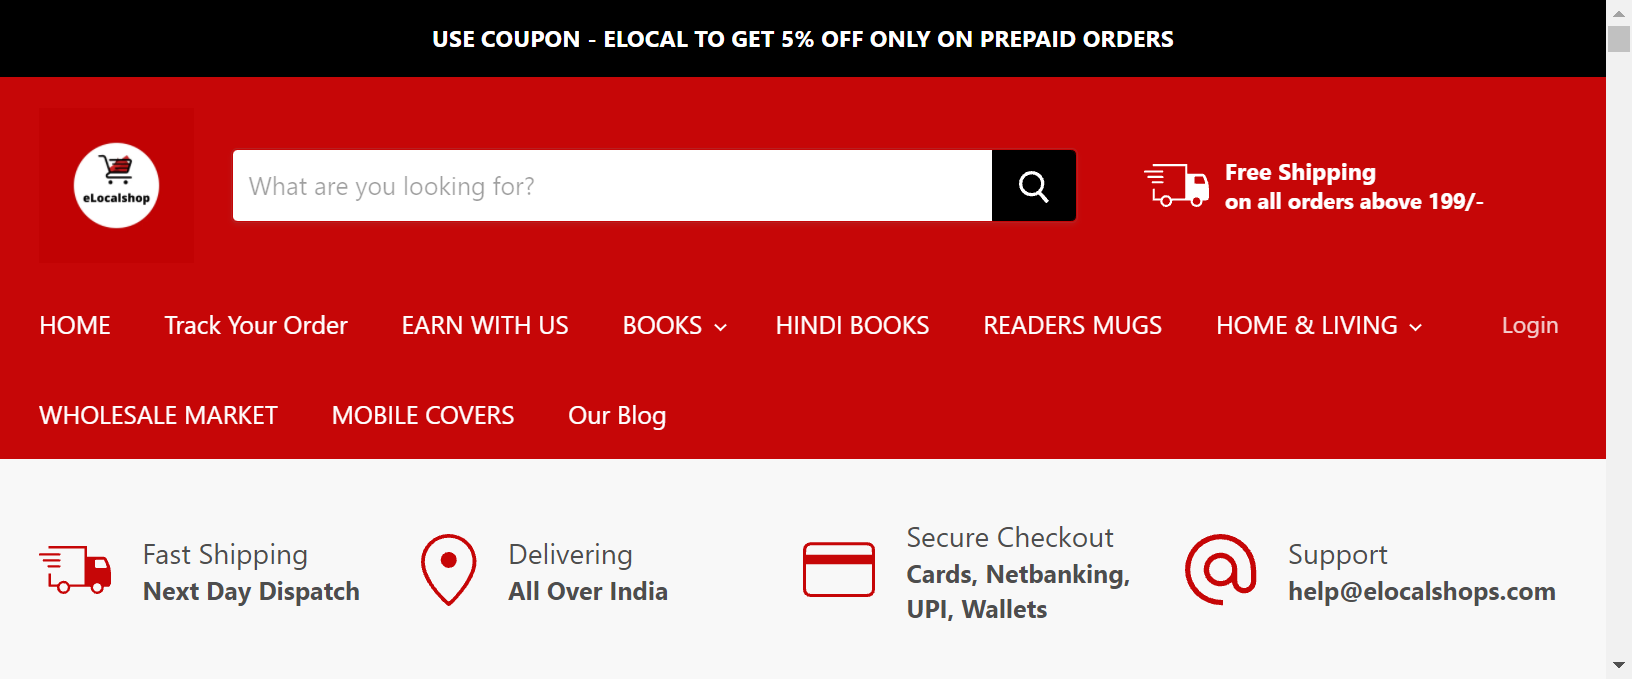 USE COUPON - ELOCAL TO GET 5% OFF ONLY ON PREPAID ORDERS
eLocalshop
What are you looking for?
Free Shipping
on all orders above 199/-
HOME Track Your Order EARN WITH US BOOKS HINDI BOOKS READERS MUGS HOME & LIVING Login
WHOLESALE MARKET MOBILE COVERS Our Blog
Fast Shipping
Next Day Dispatch
Delivering
All Over India
Secure Checkout
Cards, Netbanking,
UPI, Wallets
Support
help@elocalshops.com